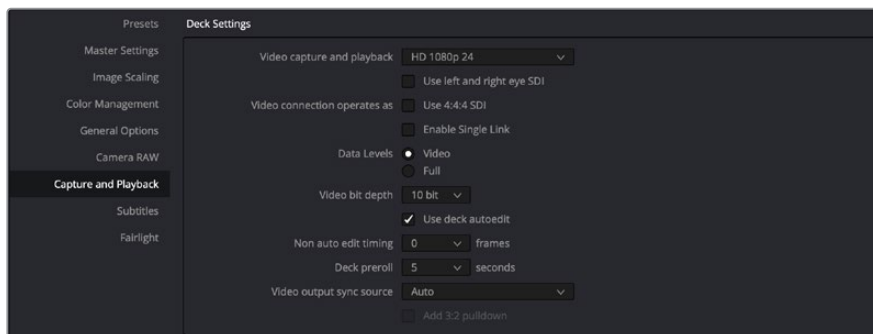 Presets
Master Settings
Image Scaling
Color Management
General Options
Camera RAW
Capture and Playback
Subtitles
Fairlight
Deck Settings
Video capture and playback HD 1080p 24
Use left and right eye SDI
Video connection operates as Use 4:4:4 SDI
Enable Single Link
Data Levels Video
Full
Video bit depth 10 bit
Use deck autoedit
Non auto edit timing 0 frames
Deck preroll 5 seconds
Video output sync source Auto
Add 3:2 pulldown